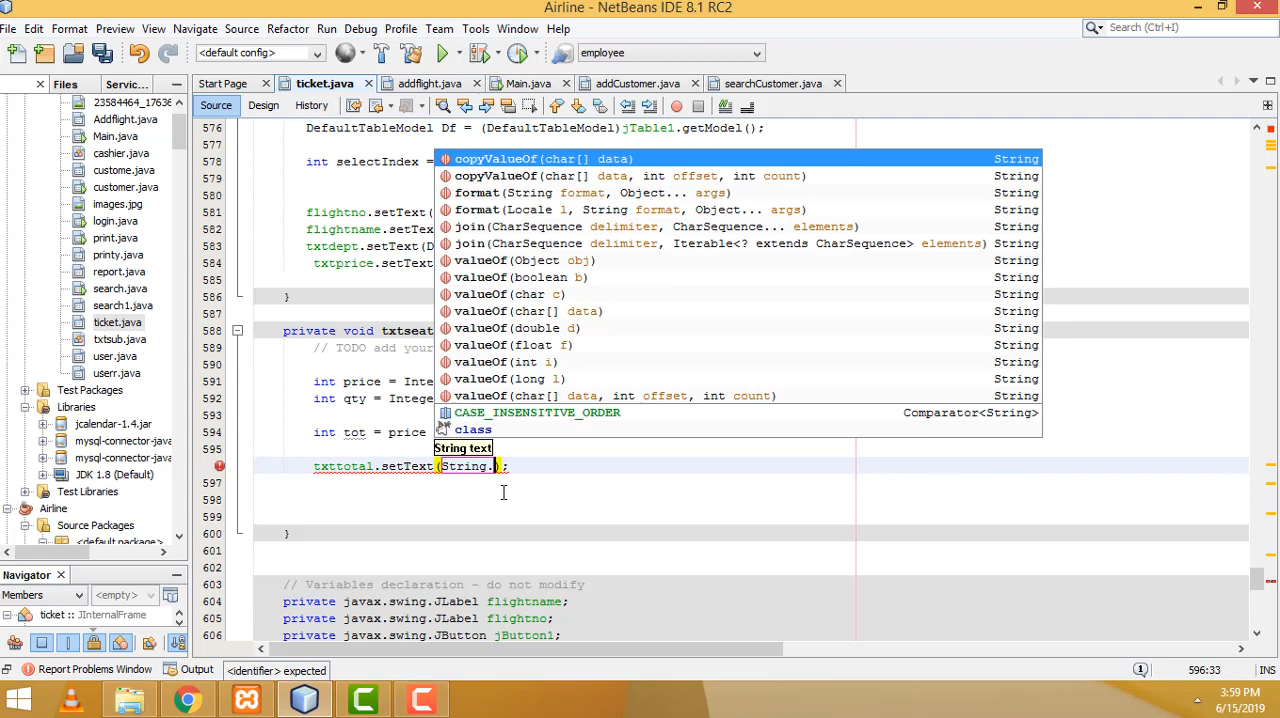 Airline - NetBeans IDE 8.1 RC2
File Edit Navigate Source Refactor Run Debug Profile Team Tools Window Help
Search (Ctrl+I)
<default config>
employee
Files
Servic...
Start Page
ticket.java
addflight.java
Main.java
addCustomer.java
searchCustomer.java
Source
Design
History
23584464_17636
Addflight.java
Main.java
cashier.java
custome.java
customer.java
images.jpg
login.java
print.java
printy.java
report.java
search.java
search1.java
ticket.java
txtsub.java
user.java
userr.java
Test Packages
Libraries
jcalendar-1.4.jar
mysql-connector-java
mysql-connector-java
JDK 1.8 (Default)
Test Libraries
Airline
Source Packages
<default package>
Navigator
Members
<empty>
ticket :: JInternalFrame
576 DefaultTableModel Df = (DefaultTableModel)jTable1.getModel();
577
578 int selectIndex =
579
580
581 flightno.setText(
582 flightname.setTex
583 txtdept.setText(D
584 txtprice.setText
585
586 }
587
588 private void txtseat
589 // TODO add your
590
591 int price = Inte
592 int qty = Intege
593
594 int tot = price
595
596 txttotal.setText(String.);
597
598
599
600 }
601
602
603 // Variables declaration - do not modify
604 private javax.swing.JLabel flightname;
605 private javax.swing.JLabel flightno;
606 private javax.swing.JButton jButton1;
copyValueOf(char[] data) String
copyValueOf(char[] data, int offset, int count) String
format(String format, Object... args) String
format(Locale l, String format, Object... args) String
join(CharSequence delimiter, CharSequence... elements) String
join(CharSequence delimiter, Iterable<? extends CharSequence> elements) String
valueOf(Object obj) String
valueOf(boolean b) String
valueOf(char c) String
valueOf(char[] data) String
valueOf(double d) String
valueOf(float f) String
valueOf(int i) String
valueOf(long l) String
valueOf(char[] data, int offset, int count) String
CASE_INSENSITIVE_ORDER Comparator<String>
class
String text
Report Problems Window
Output
<identifier> expected
1
596:33
INS
3:59 PM
6/15/2019